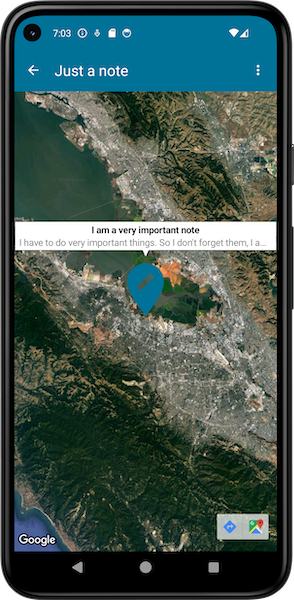 7:03
Just a note
I am a very important note
I have to do very important things. So I don't forget them, I a...
Google